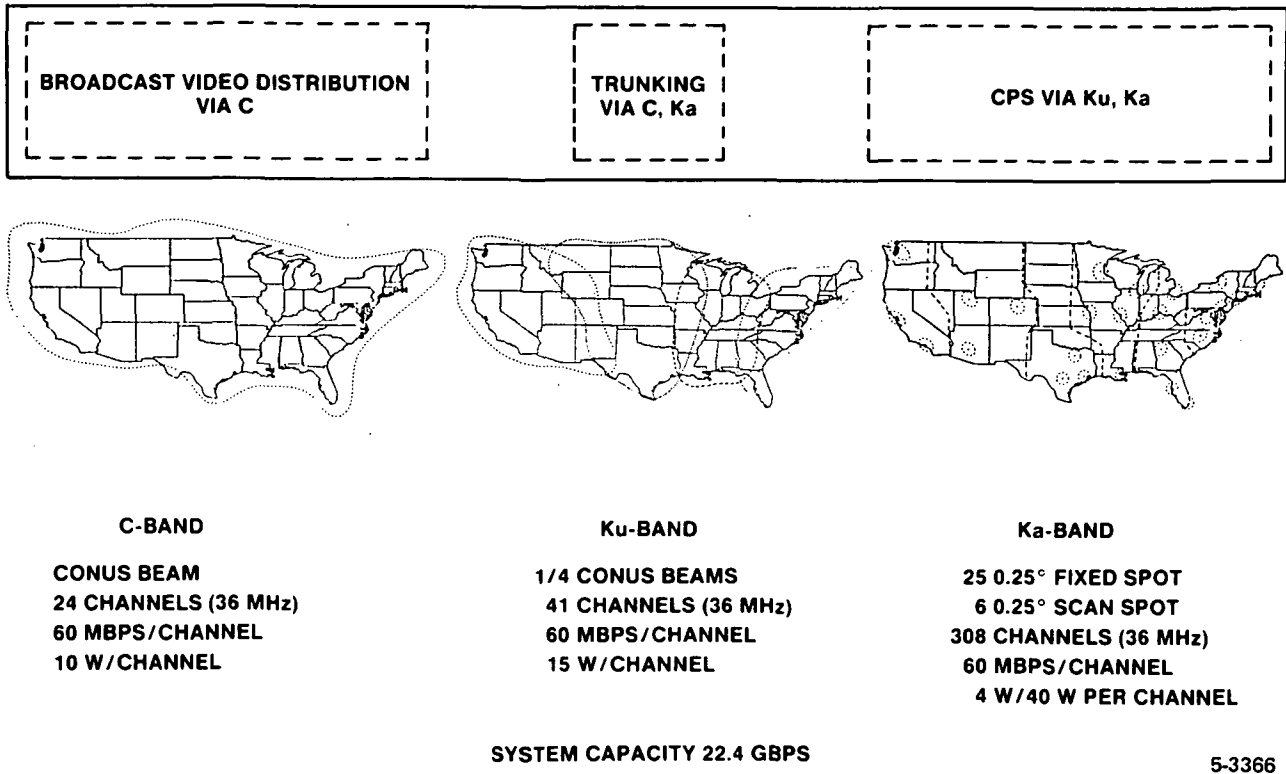 BROADCAST VIDEO DISTRIBUTION
VIA C
TRUNKING
VIA C, Ka
CPS VIA Ku, Ka
C-BAND
CONUS BEAM
24 CHANNELS (36 MHz)
60 MBPS/CHANNEL
10 W/CHANNEL
Ku-BAND
1/4 CONUS BEAMS
41 CHANNELS (36 MHz)
60 MBPS/CHANNEL
15 W/CHANNEL
Ka-BAND
25 0.25° FIXED SPOT
6 0.25° SCAN SPOT
308 CHANNELS (36 MHz)
60 MBPS/CHANNEL
4 W/40 W PER CHANNEL
SYSTEM CAPACITY 22.4 GBPS
5-3366